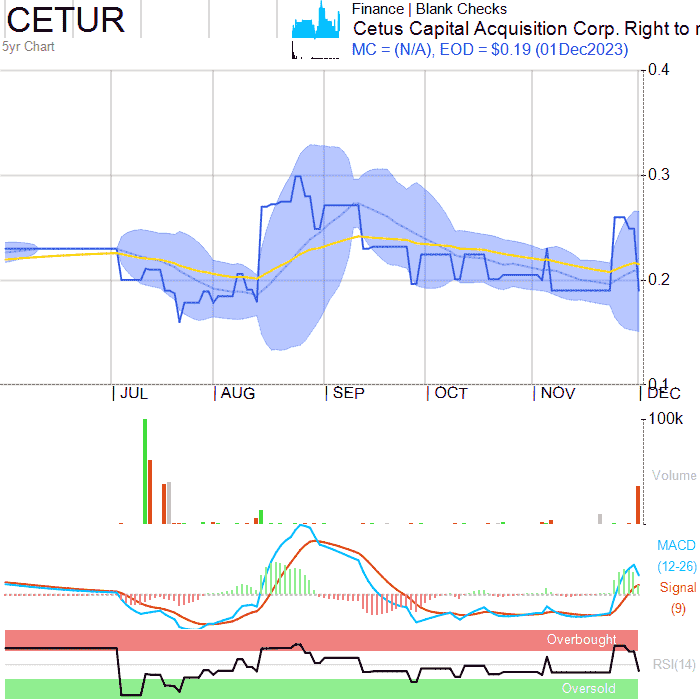 CETUR
Finance | Blank Checks
Cetus Capital Acquisition Corp. Right to r
5yr Chart
MC = (N/A), EOD = $0.19 (01Dec2023)
0.4
0.3
0.2
0.1
JUL AUG SEP OCT NOV DEC
100k
Volume
MACD
(12-26)
Signal
(9)
Overbought
RSI(14)
Oversold